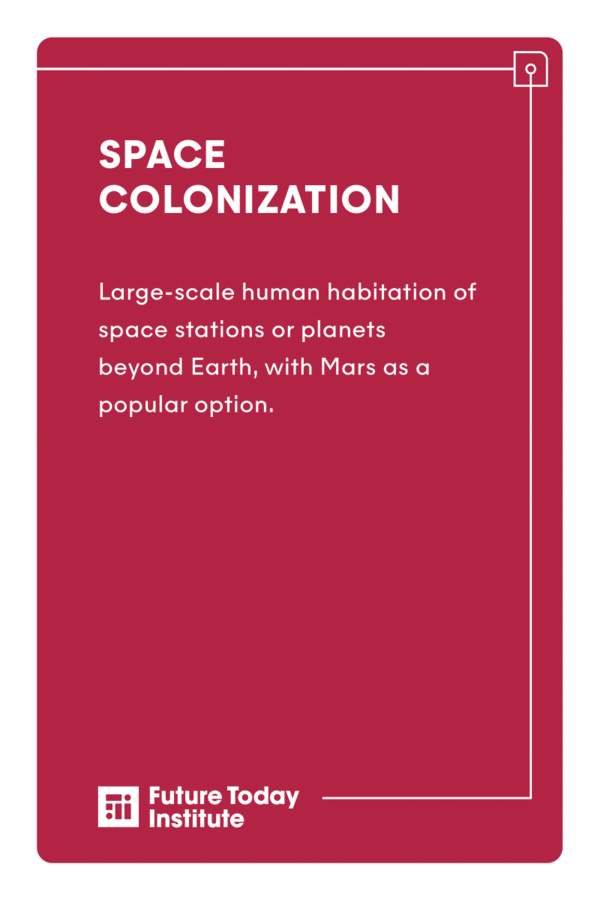 SPACE
COLONIZATION
Large-scale human habitation of
space stations or planets
beyond Earth, with Mars as a
popular option.
Future Today
Institute